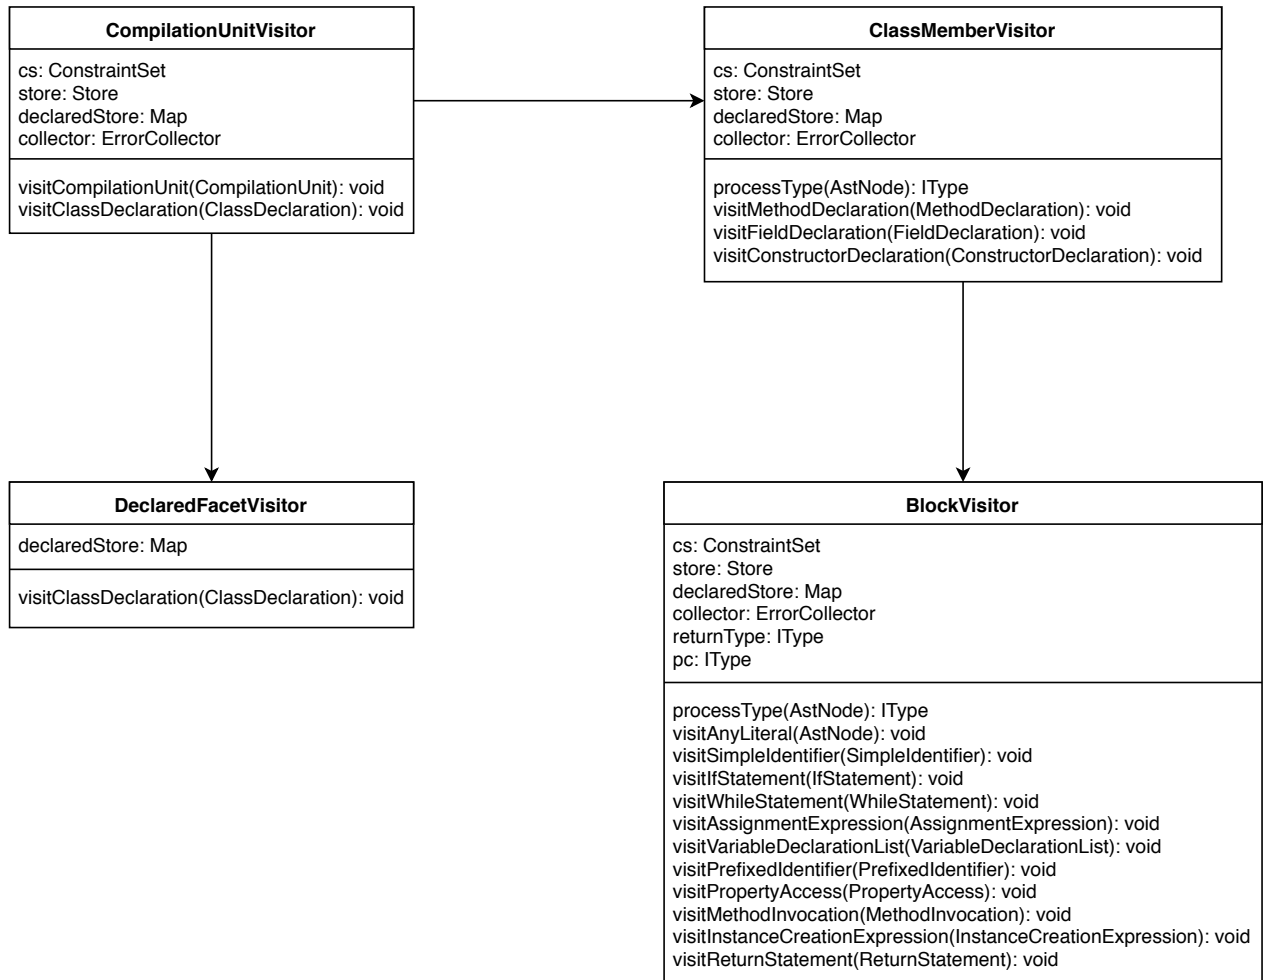 CompilationUnitVisitor
cs: ConstraintSet
store: Store
declaredStore: Map
collector: ErrorCollector
visitCompilationUnit(CompilationUnit): void
visitClassDeclaration(ClassDeclaration): void
ClassMemberVisitor
cs: ConstraintSet
store: Store
declaredStore: Map
collector: ErrorCollector
processType(AstNode): IType
visitMethodDeclaration(MethodDeclaration): void
visitFieldDeclaration(FieldDeclaration): void
visitConstructorDeclaration(ConstructorDeclaration): void
DeclaredFacetVisitor
declaredStore: Map
visitClassDeclaration(ClassDeclaration): void
BlockVisitor
cs: ConstraintSet
store: Store
declaredStore: Map
collector: ErrorCollector
returnType: IType
pc: IType
processType(AstNode): IType
visitAnyLiteral(AstNode): void
visitSimpleIdentifier(SimpleIdentifier): void
visitIfStatement(IfStatement): void
visitWhileStatement(WhileStatement): void
visitAssignmentExpression(AssignmentExpression): void
visitVariableDeclarationList(VariableDeclarationList): void
visitPrefixedIdentifier(PrefixedIdentifier): void
visitPropertyAccess(PropertyAccess): void
visitMethodInvocation(MethodInvocation): void
visitInstanceCreationExpression(InstanceCreationExpression): void
visitReturnStatement(ReturnStatement): void